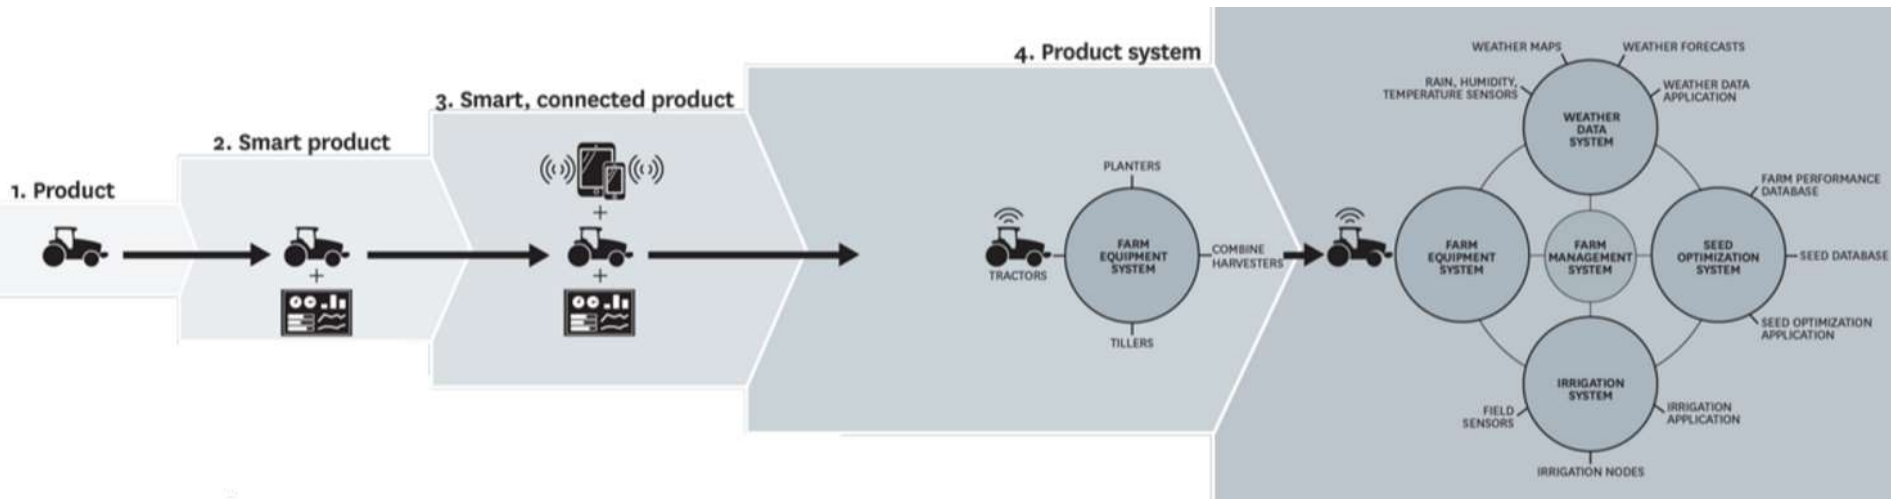 1. Product
2. Smart product
3. Smart, connected product
4. Product system
PLANTERS
TRACTORS
FARM
EQUIPMENT
SYSTEM
COMBINE
HARVESTERS
TILLERS
WEATHER MAPS
WEATHER FORECASTS
RAIN, HUMIDITY,
TEMPERATURE SENSORS
WEATHER DATA
APPLICATION
WEATHER
DATA
SYSTEM
FARM
EQUIPMENT
SYSTEM
FARM
MANAGEMENT
SYSTEM
SEED
OPTIMIZATION
SYSTEM
FARM PERFORMANCE
DATABASE
SEED DATABASE
SEED OPTIMIZATION
APPLICATION
IRRIGATION
SYSTEM
FIELD
SENSORS
IRRIGATION
APPLICATION
IRRIGATION NODES